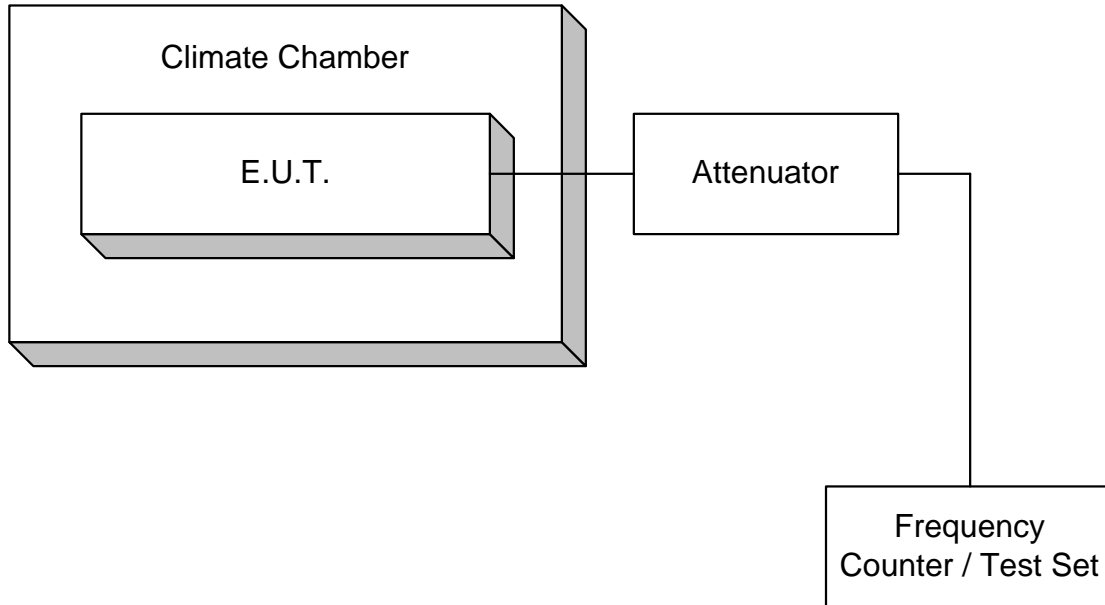 Climate Chamber
E.U.T.
Attenuator
Frequency
Counter / Test Set